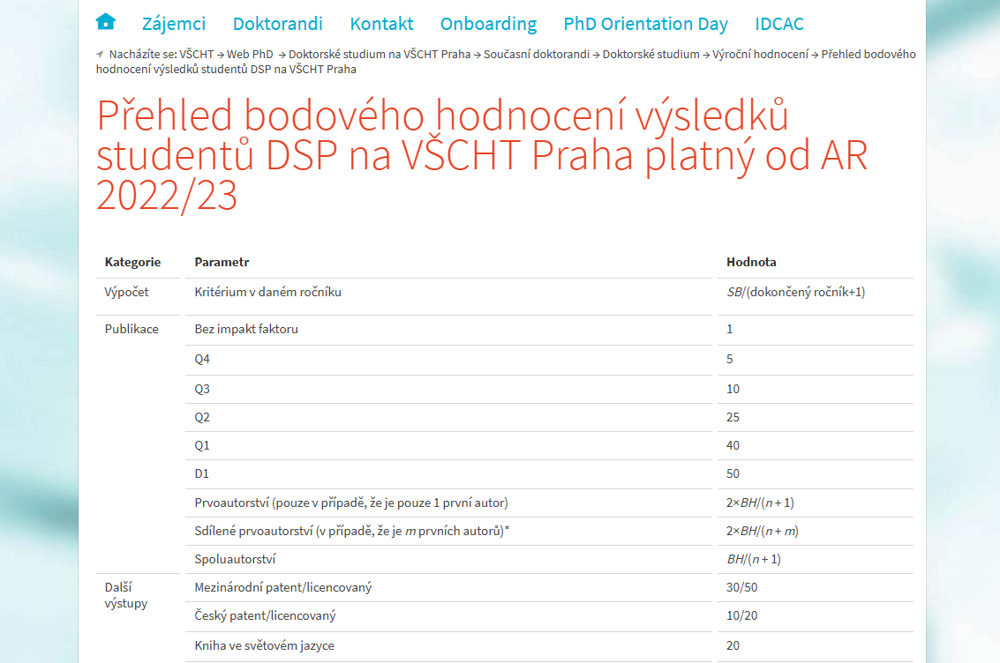 Zájemci Doktorandi Kontakt Onboarding PhD Orientation Day IDCAC
Nacházíte se: VŠCHT → Web PhD → Doktorské studium na VŠCHT Praha → Současní doktorandi → Doktorské studium → Výroční hodnocení → Přehled bodového
hodnocení výsledků studentů DSP na VŠCHT Praha
Přehled bodového hodnocení výsledků
studentů DSP na VŠCHT Praha platný od AR
2022/23
Kategorie Parametr Hodnota
Výpočet Kritérium v daném ročníku SB/(dokončený ročník+1)
Publikace Bez impakt faktoru 1
Q4 5
Q3 10
Q2 25
Q1 40
D1 50
Prvoautorství (pouze v případě, že je pouze 1 první autor) 2×BH/(n + 1)
Sdílené prvoautorství (v případě, že je m prvních autorů)* 2×BH/(n + m)
Spoluautorství BH/(n + 1)
Další Mezinárodní patent/licencovaný 30/50
výstupy
Český patent/licencovaný 10/20
Kniha ve světovém jazyce 20